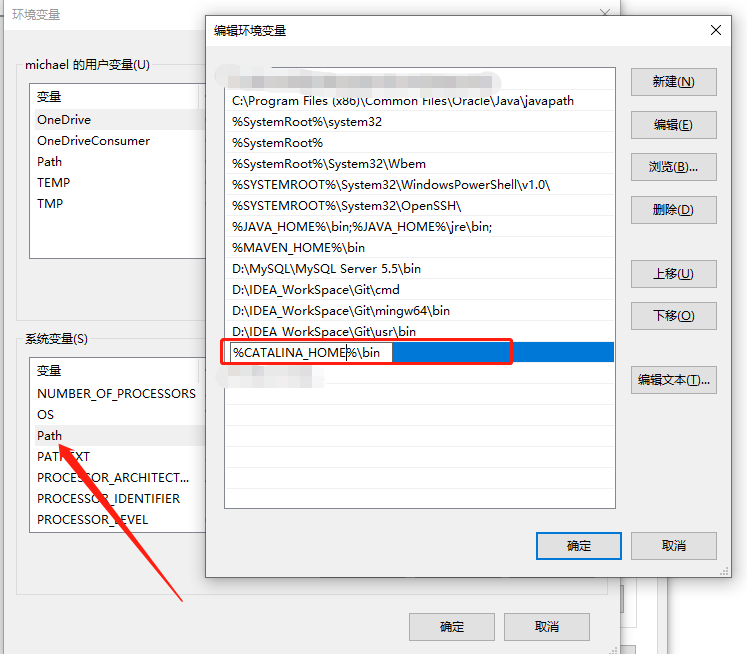 环境变量
编辑环境变量
michael 的用户变量(U)
变量
OneDrive
OneDriveConsumer
Path
TEMP
TMP
系统变量(S)
变量
NUMBER_OF_PROCESSORS
OS
Path
PATHEXT
PROCESSOR_ARCHITECT...
PROCESSOR_IDENTIFIER
PROCESSOR_LEVEL
确定
取消
C:\Program Files (x86)\Common Files\Oracle\Java\javapath
%SystemRoot%\system32
%SystemRoot%
%SystemRoot%\System32\Wbem
%SYSTEMROOT%\System32\WindowsPowerShell\v1.0\
%SYSTEMROOT%\System32\OpenSSH\
%JAVA_HOME%\bin;%JAVA_HOME%\jre\bin;
%MAVEN_HOME%\bin
D:\MySQL\MySQL Server 5.5\bin
D:\IDEA_WorkSpace\Git\cmd
D:\IDEA_WorkSpace\Git\mingw64\bin
D:\IDEA_WorkSpace\Git\usr\bin
%CATALINA_HOME%\bin
新建(N)
编辑(E)
浏览(B)...
删除(D)
上移(U)
下移(O)
编辑文本(T)...
确定
取消